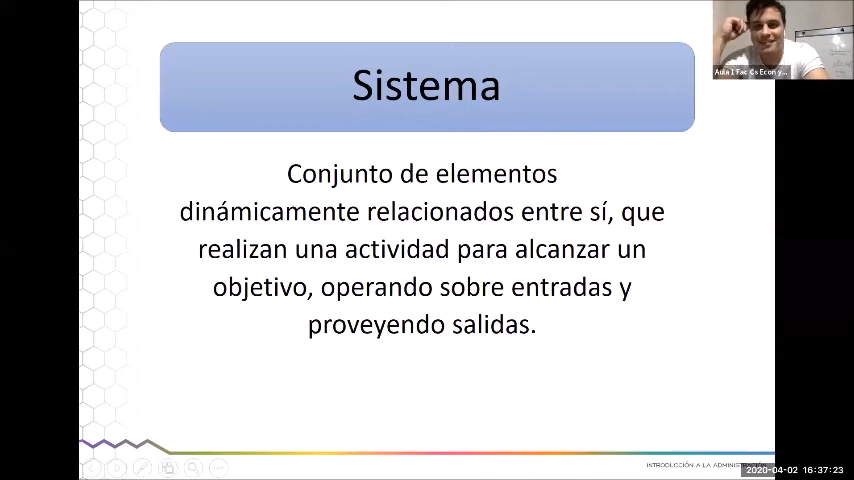 Sistema
Conjunto de elementos
dinámicamente relacionados entre sí, que
realizan una actividad para alcanzar un
objetivo, operando sobre entradas y
proveyendo salidas.
Aula 1 Fac Cs Econ y...
INTRODUCCIÓN A LA
2020-04-02 16:37:23